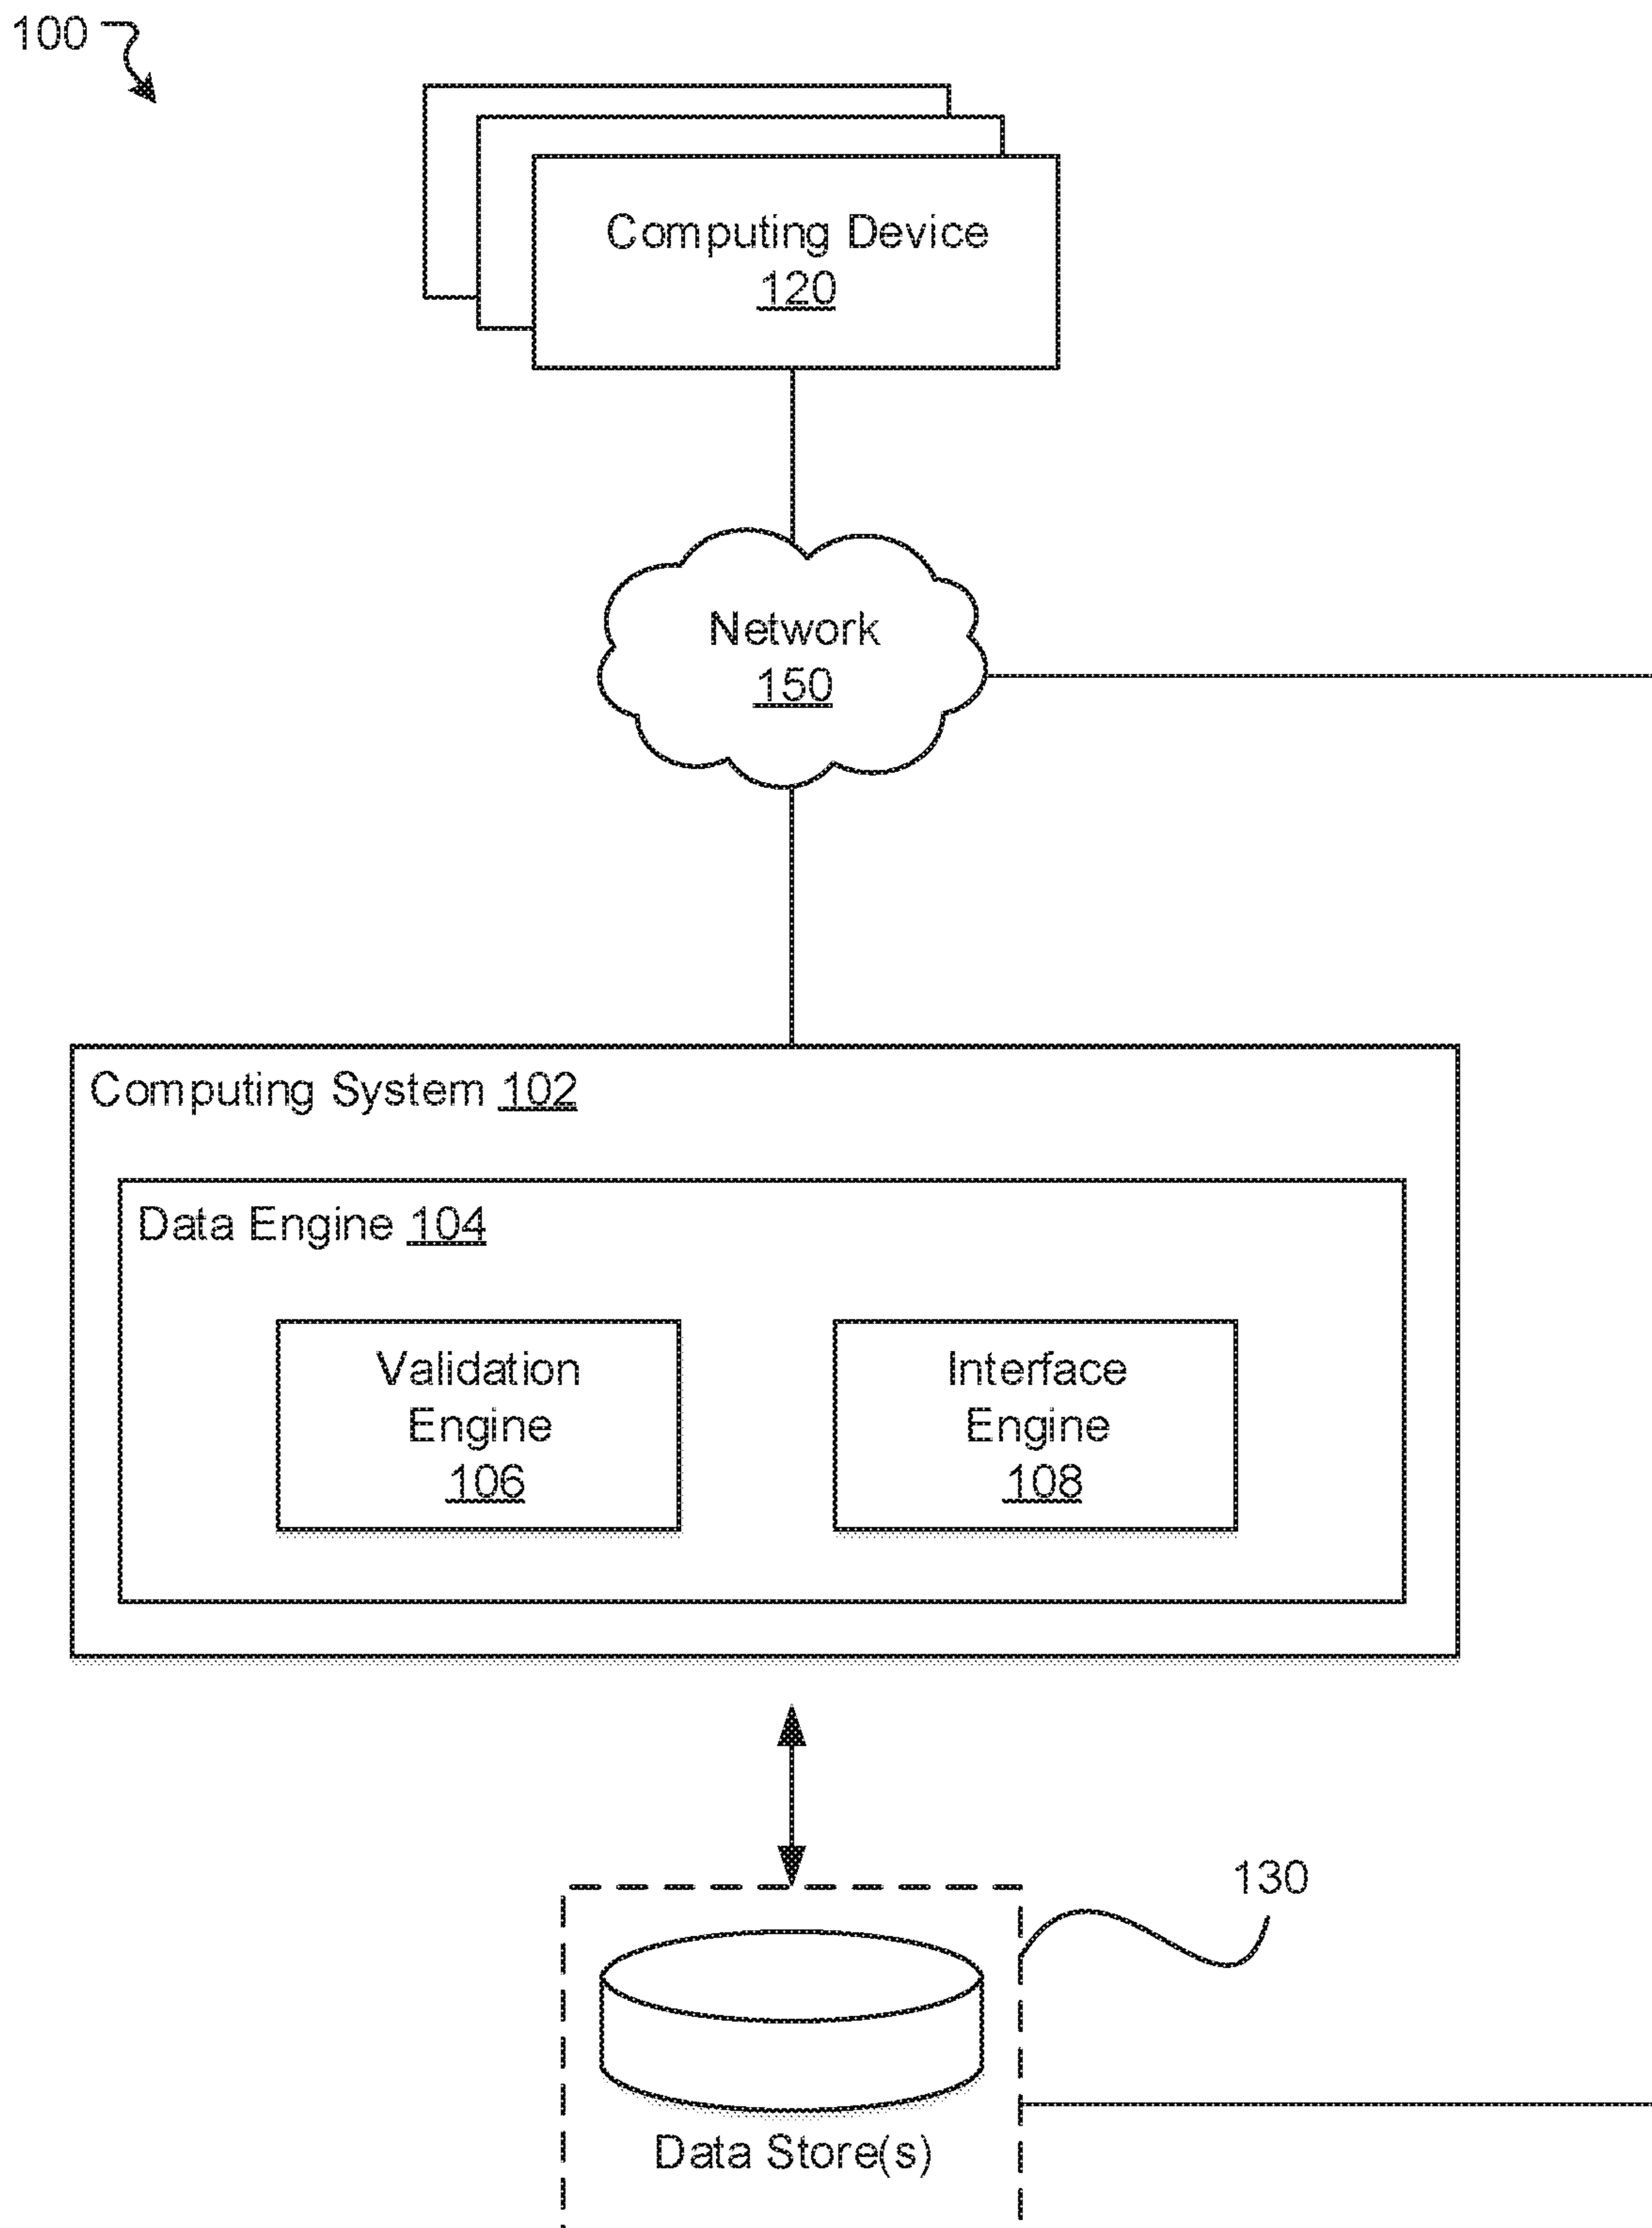 100
Computing Device
120
Network
150
Computing System 102
Data Engine 104
Validation
Engine
106
Interface
Engine
108
130
Data Store(s)